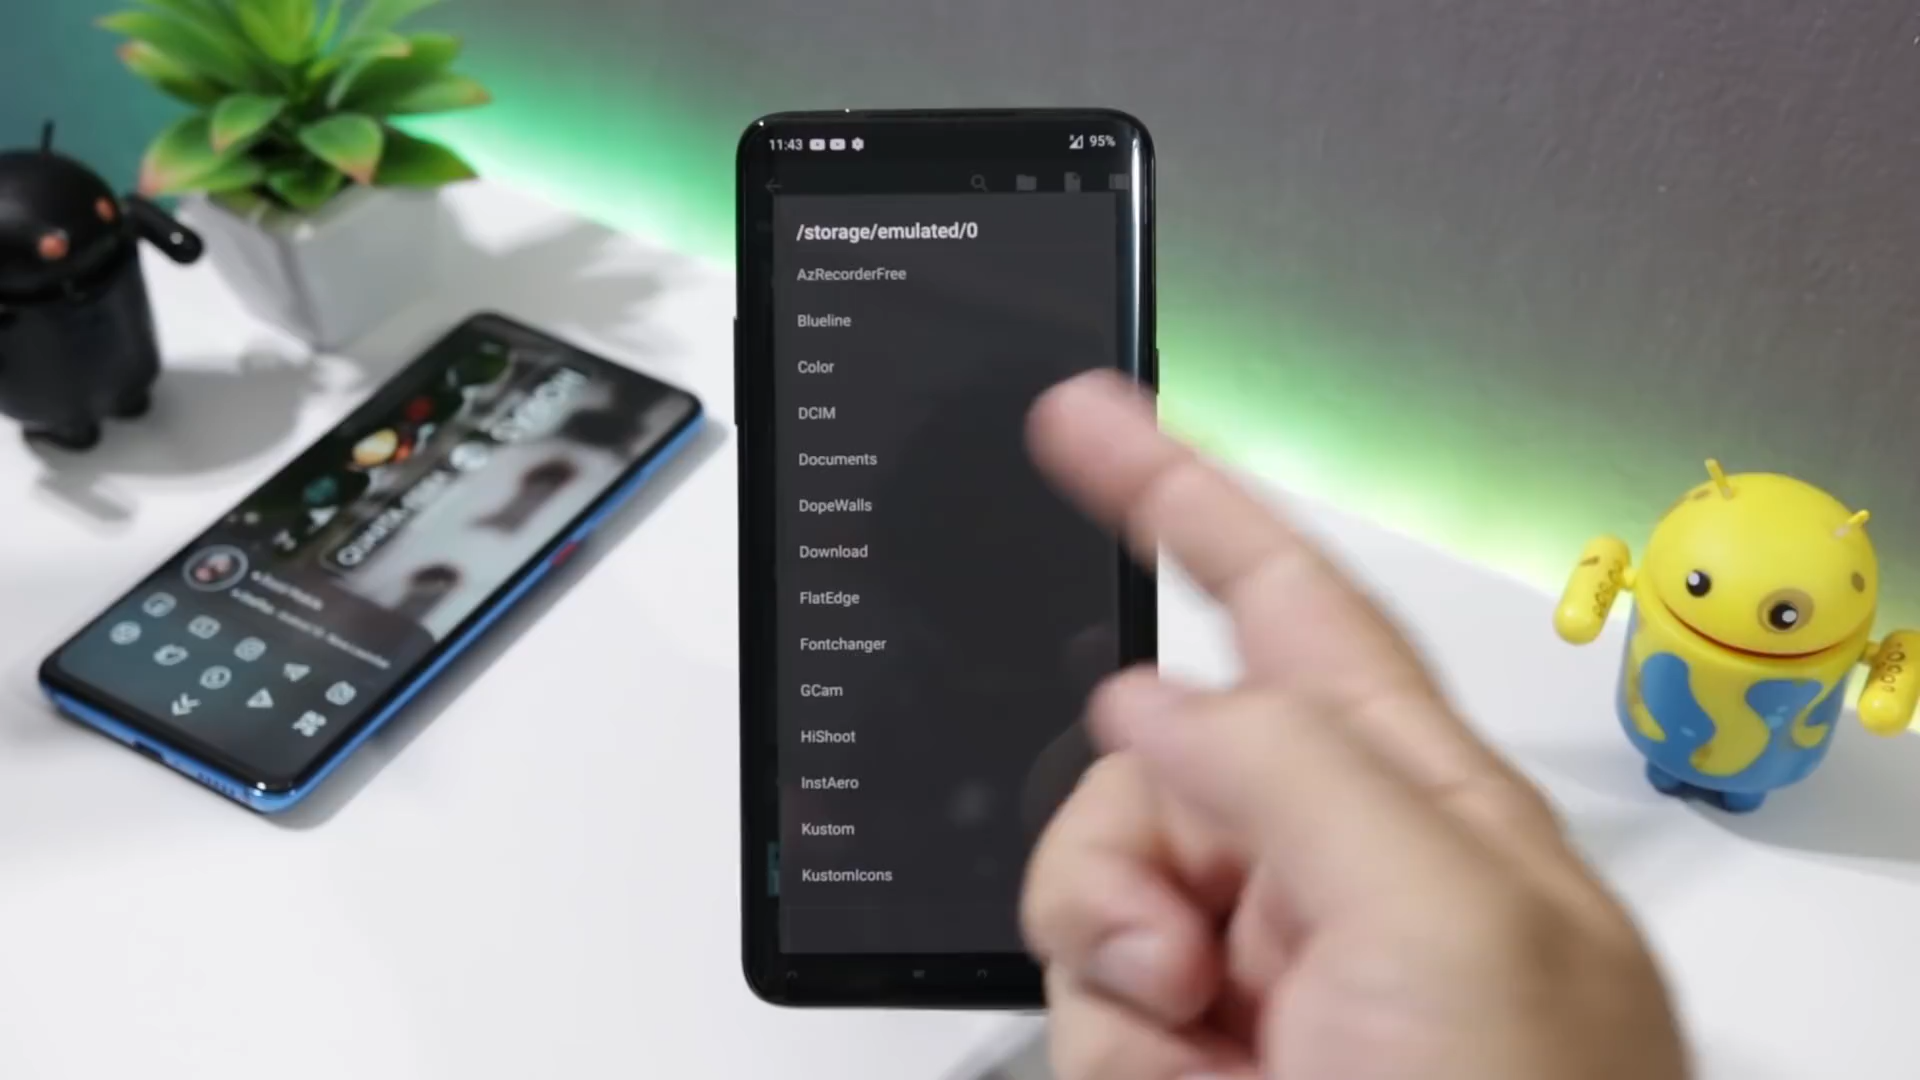 11:43
95%
/storage/emulated/0
AzRecorderFree
Blueline
Color
DCIM
Documents
DopeWalls
Download
FlatEdge
Fontchanger
GCam
HiShoot
InstAero
Kustom
KustomIcons